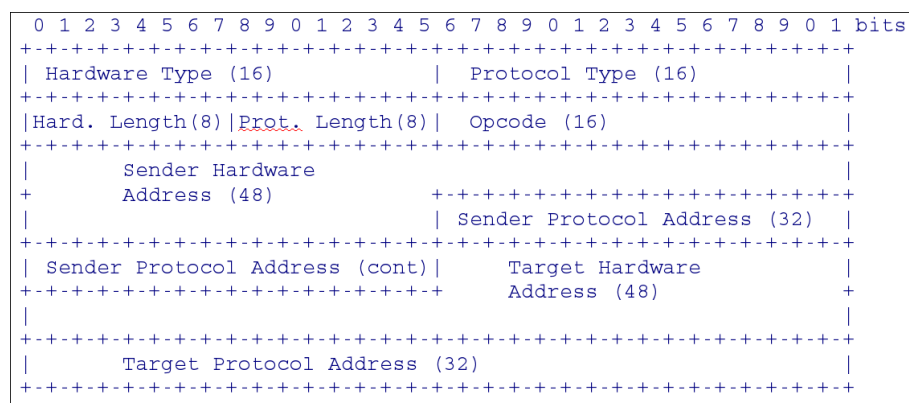 0 1 2 3 4 5 6 7 8 9 0 1 2 3 4 5 6 7 8 9 0 1 2 3 4 5 6 7 8 9 0 1 bits
+-+-+-+-+-+-+-+-+-+-+-+-+-+-+-+-+-+-+-+-+-+-+-+-+-+-+-+-+-+-+-+-+
| Hardware Type (16) | Protocol Type (16) |
+-+-+-+-+-+-+-+-+-+-+-+-+-+-+-+-+-+-+-+-+-+-+-+-+-+-+-+-+-+-+-+-+
|Hard. Length(8)|Prot. Length(8)| Opcode (16) |
+-+-+-+-+-+-+-+-+-+-+-+-+-+-+-+-+-+-+-+-+-+-+-+-+-+-+-+-+-+-+-+-+
| Sender Hardware |
+ Address (48) +-+-+-+-+-+-+-+-+-+-+-+-+-+-+-+-+
| | Sender Protocol Address (32) |
+-+-+-+-+-+-+-+-+-+-+-+-+-+-+-+-+-+-+-+-+-+-+-+-+-+-+-+-+-+-+-+-+
| Sender Protocol Address (cont)| Target Hardware |
+-+-+-+-+-+-+-+-+-+-+-+-+-+-+-+-+ Address (48) +
| |
+-+-+-+-+-+-+-+-+-+-+-+-+-+-+-+-+-+-+-+-+-+-+-+-+-+-+-+-+-+-+-+-+
| Target Protocol Address (32) |
+-+-+-+-+-+-+-+-+-+-+-+-+-+-+-+-+-+-+-+-+-+-+-+-+-+-+-+-+-+-+-+-+